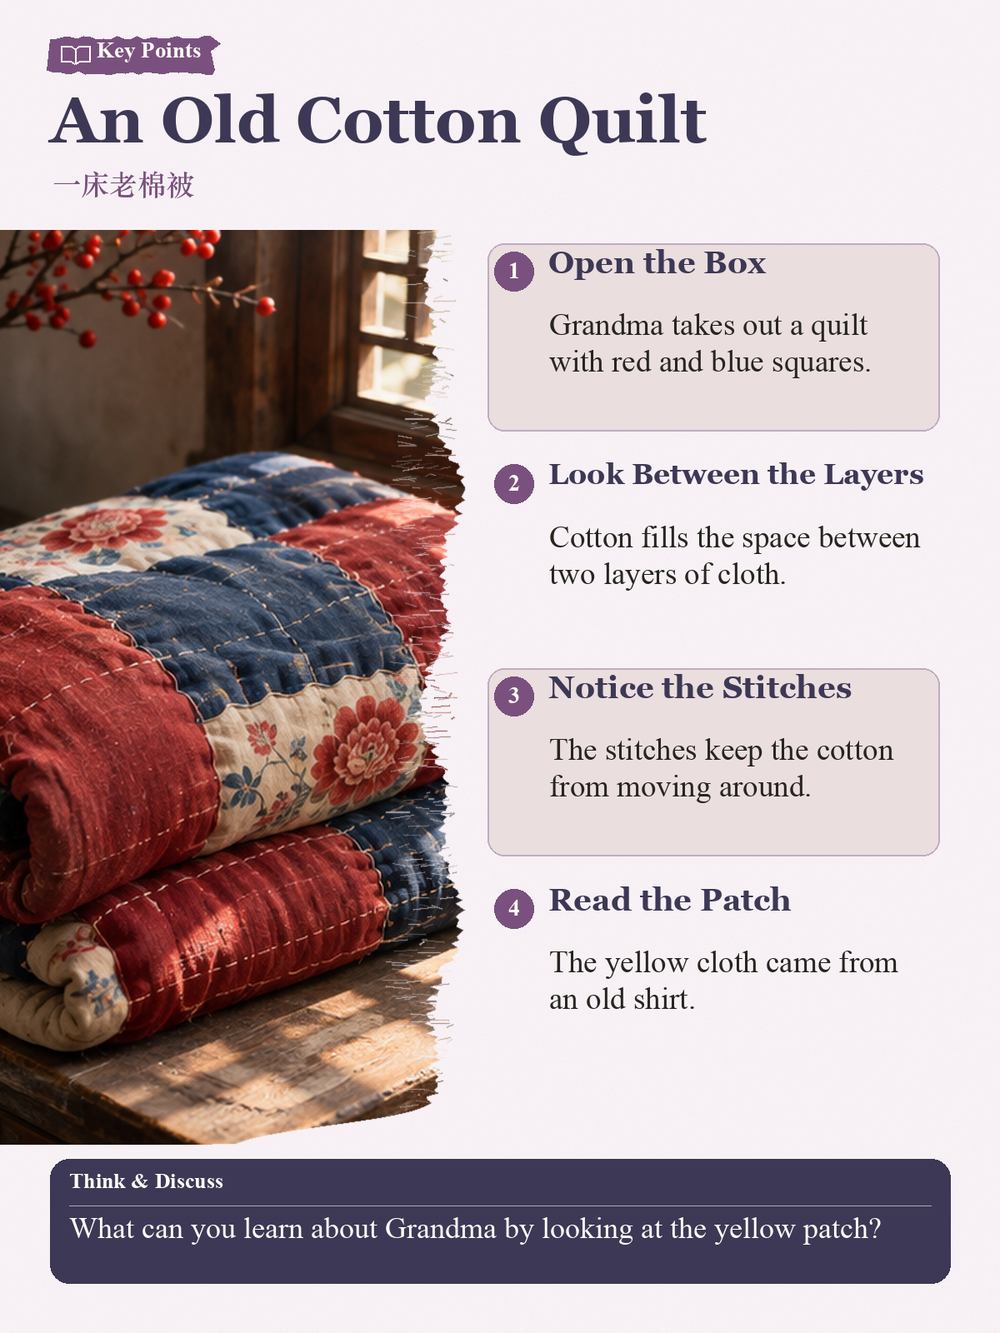 Key Points
An Old Cotton Quilt
一床老棉被
1
Open the Box
Grandma takes out a quilt
with red and blue squares.
2
Look Between the Layers
Cotton fills the space between
two layers of cloth.
3
Notice the Stitches
The stitches keep the cotton
from moving around.
4
Read the Patch
The yellow cloth came from
an old shirt.
Think & Discuss
What can you learn about Grandma by looking at the yellow patch?